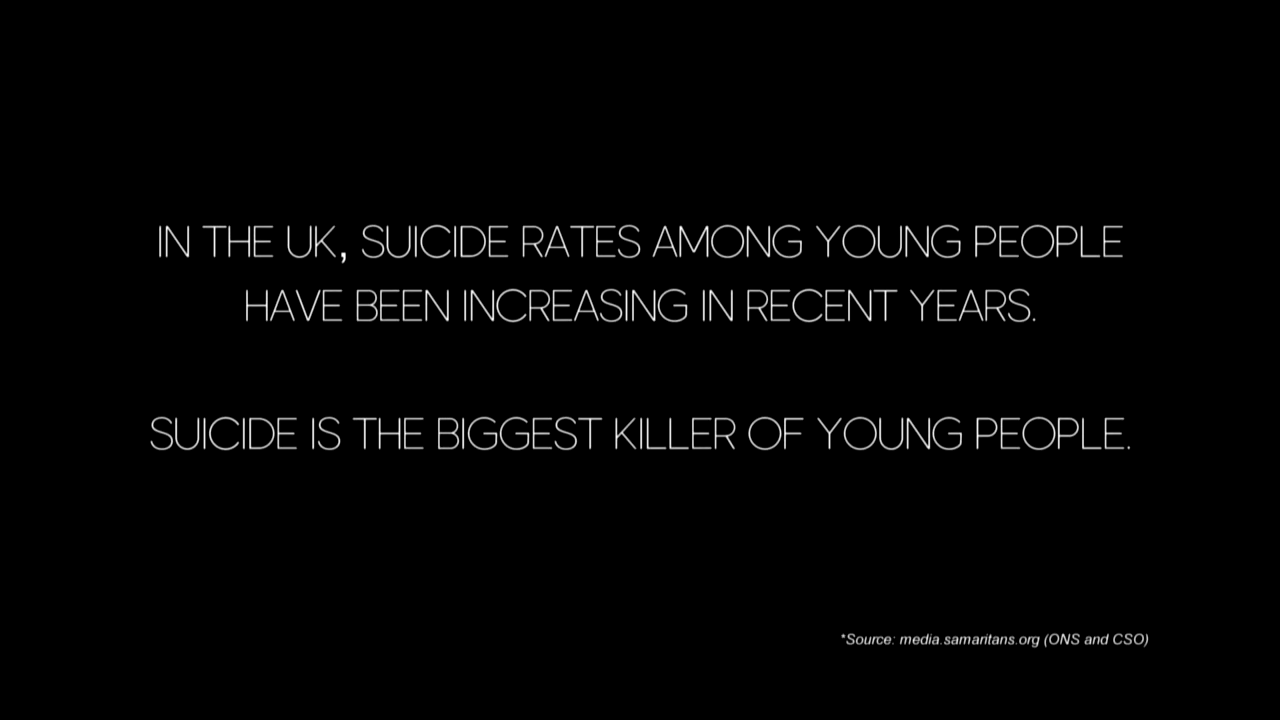 IN THE UK, SUICIDE RATES AMONG YOUNG PEOPLE
HAVE BEEN INCREASING IN RECENT YEARS.
SUICIDE IS THE BIGGEST KILLER OF YOUNG PEOPLE.
*Source: media.samaritans.org (ONS and CSO)